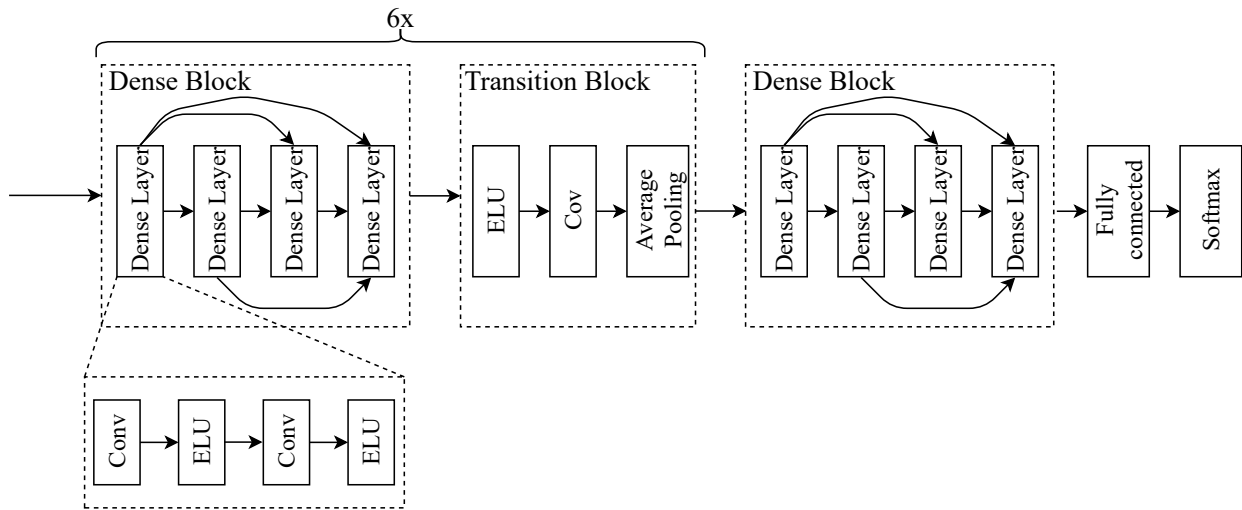 6x
Dense Block
Dense Layer
Dense Layer
Dense Layer
Dense Layer
Transition Block
ELU
Cov
Average
Pooling
Dense Block
Dense Layer
Dense Layer
Dense Layer
Dense Layer
Fully
connected
Softmax
Conv
ELU
Conv
ELU